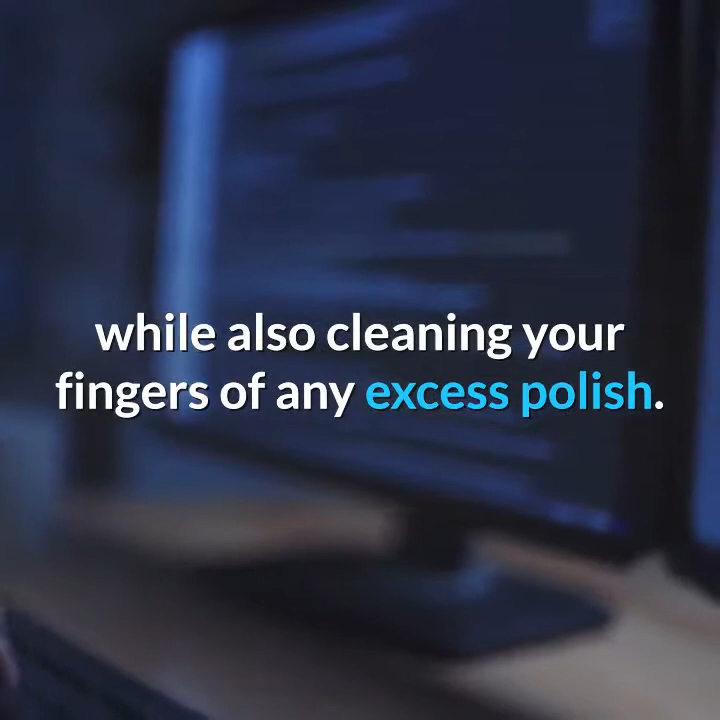 while also cleaning your
fingers of any excess polish.